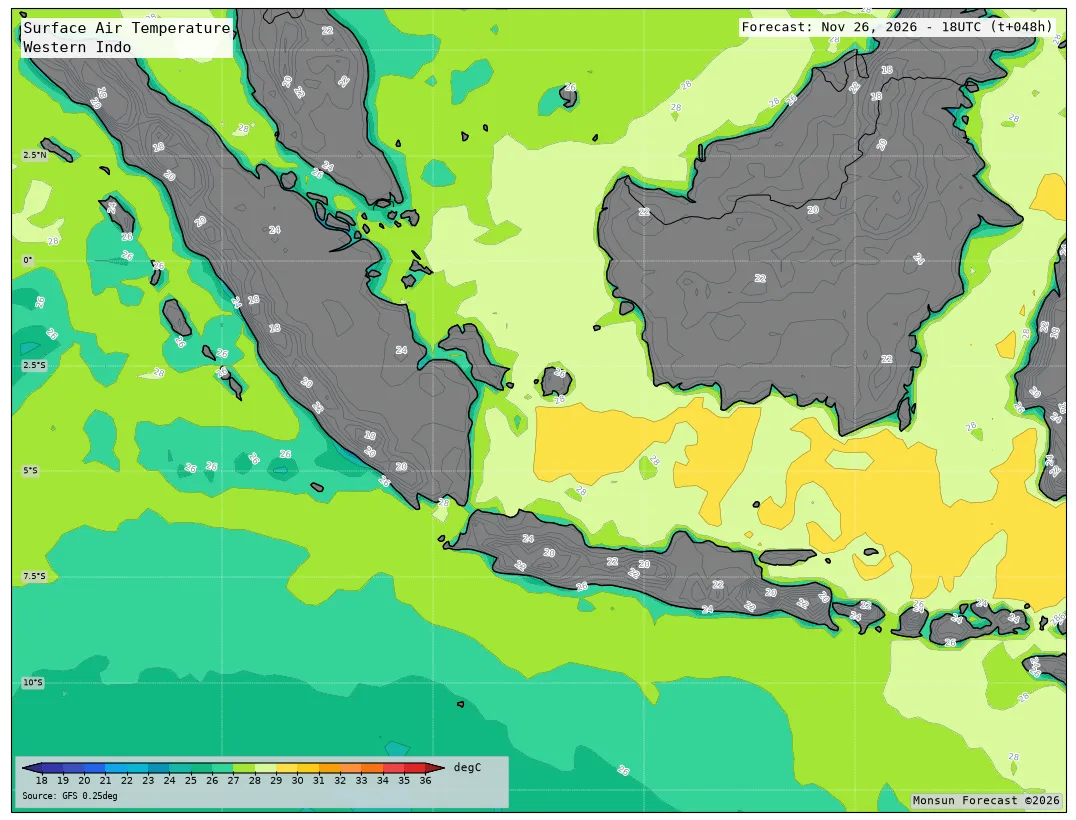 Surface Air Temperature
Western Indo
Forecast: Nov 26, 2026 - 18UTC (t+048h)
2.5°N
0°
2.5°S
5°S
7.5°S
10°S
degC
18 19 20 21 22 23 24 25 26 27 28 29 30 31 32 33 34 35 36
Source: GFS 0.25deg
Monsun Forecast ©2026